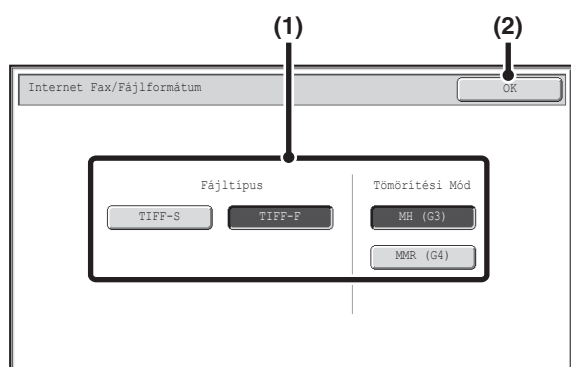 (1) (2)
Internet Fax/Fájlformátum OK
Fájltípus Tömörítési Mód
TIFF-S TIFF-F MH (G3)
MMR (G4)